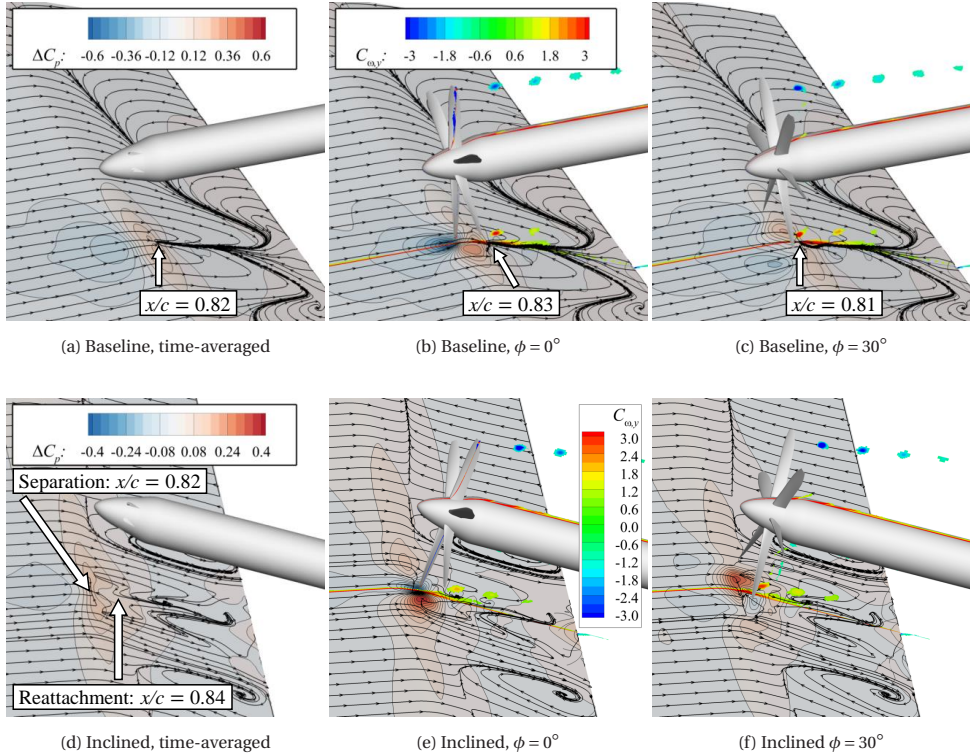 ΔCₚ: -0.6 -0.36 -0.12 0.12 0.36 0.6
C_ω,y: -3 -1.8 -0.6 0.6 1.8 3
x/c = 0.82
x/c = 0.83
x/c = 0.81
(a) Baseline, time-averaged
(b) Baseline, ϕ = 0°
(c) Baseline, ϕ = 30°
ΔCₚ: -0.4 -0.24 -0.08 0.08 0.24 0.4
Separation: x/c = 0.82
Reattachment: x/c = 0.84
C_ω,y
3.0
2.4
1.8
1.2
0.6
0.0
-0.6
-1.2
-1.8
-2.4
-3.0
(d) Inclined, time-averaged
(e) Inclined, ϕ = 0°
(f) Inclined ϕ = 30°